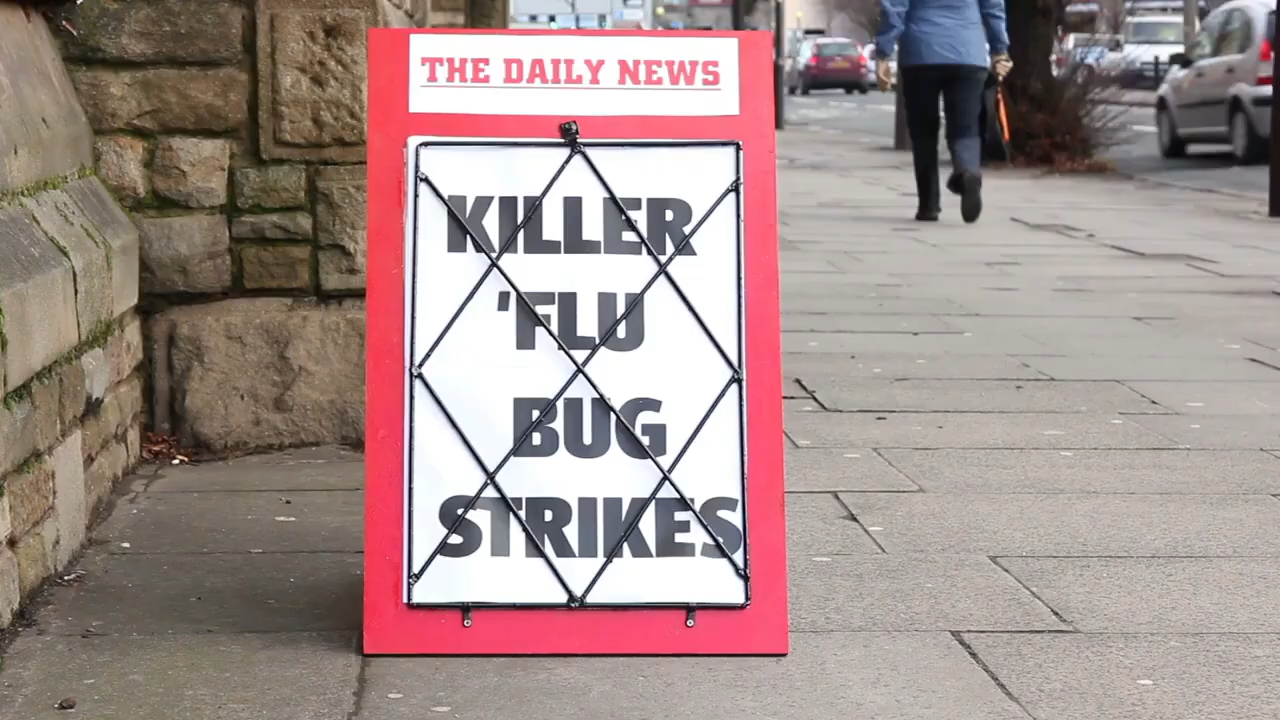 THE DAILY NEWS
KILLER
'FLU
BUG
STRIKES